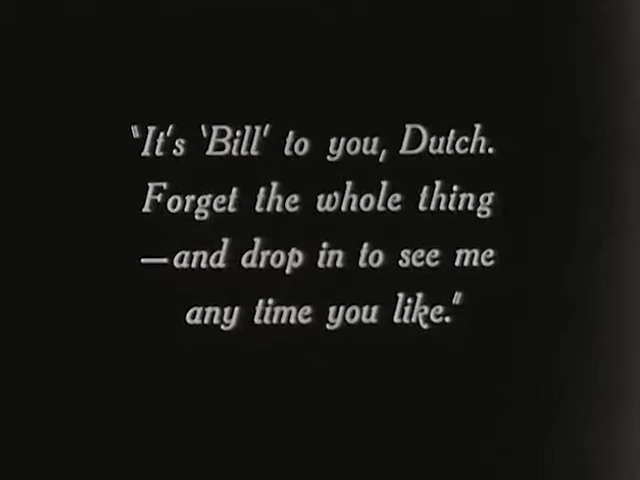 "It's 'Bill' to you, Dutch.
Forget the whole thing
—and drop in to see me
any time you like."